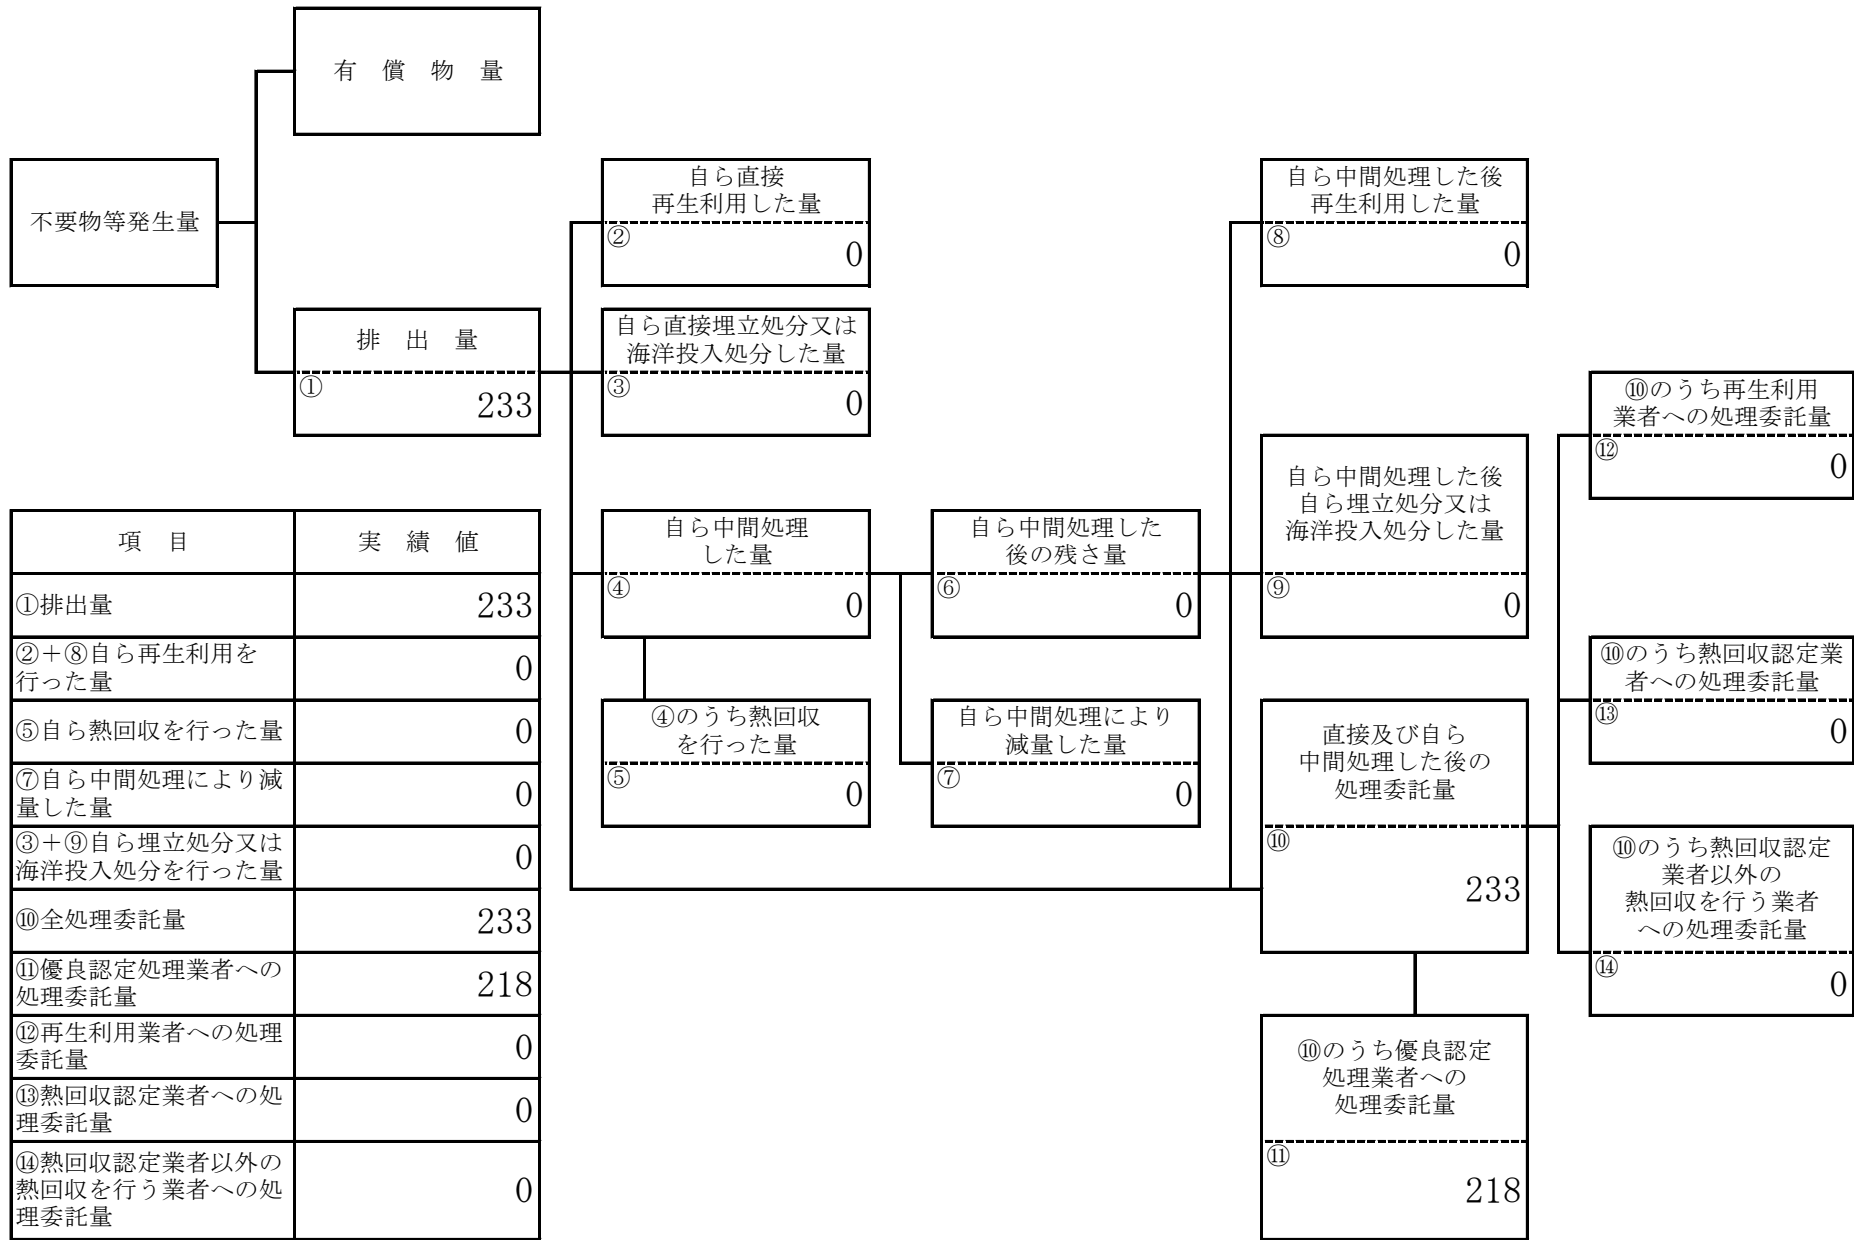 有　償　物　量
不要物等発生量
排　出　量
①
233
自ら直接
再生利用した量
②
0
自ら直接埋立処分又は
海洋投入処分した量
③
0
自ら中間処理
した量
④
0
④のうち熱回収
を行った量
⑤
0
自ら中間処理した
後の残さ量
⑥
0
自ら中間処理により
減量した量
⑦
0
自ら中間処理した後
再生利用した量
⑧
0
自ら中間処理した後
自ら埋立処分又は
海洋投入処分した量
⑨
0
直接及び自ら
中間処理した後の
処理委託量
⑩
233
⑩のうち優良認定
処理業者への
処理委託量
⑪
218
⑩のうち再生利用
業者への処理委託量
⑫
0
⑩のうち熱回収認定業
者への処理委託量
⑬
0
⑩のうち熱回収認定
業者以外の
熱回収を行う業者
への処理委託量
⑭
0
項　目　実　績　値
①排出量 233
②＋⑧自ら再生利用を
行った量
0
⑤自ら熱回収を行った量 0
⑦自ら中間処理により減
量した量
0
③＋⑨自ら埋立処分又は
海洋投入処分を行った量
0
⑩全処理委託量 233
⑪優良認定処理業者への
処理委託量
218
⑫再生利用業者への処理
委託量
0
⑬熱回収認定業者への処
理委託量
0
⑭熱回収認定業者以外の
熱回収を行う業者への処
理委託量
0